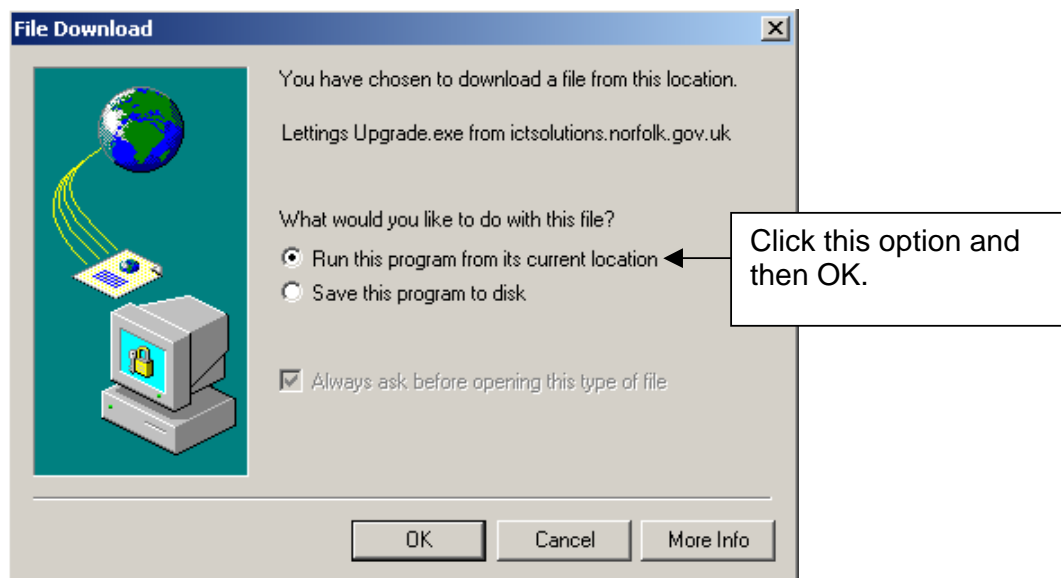 File Download
You have chosen to download a file from this location.
Lettings Upgrade.exe from ictsolutions.norfolk.gov.uk
What would you like to do with this file?
Run this program from its current location
Save this program to disk
Click this option and
then OK.
Always ask before opening this type of file
OK
Cancel
More Info